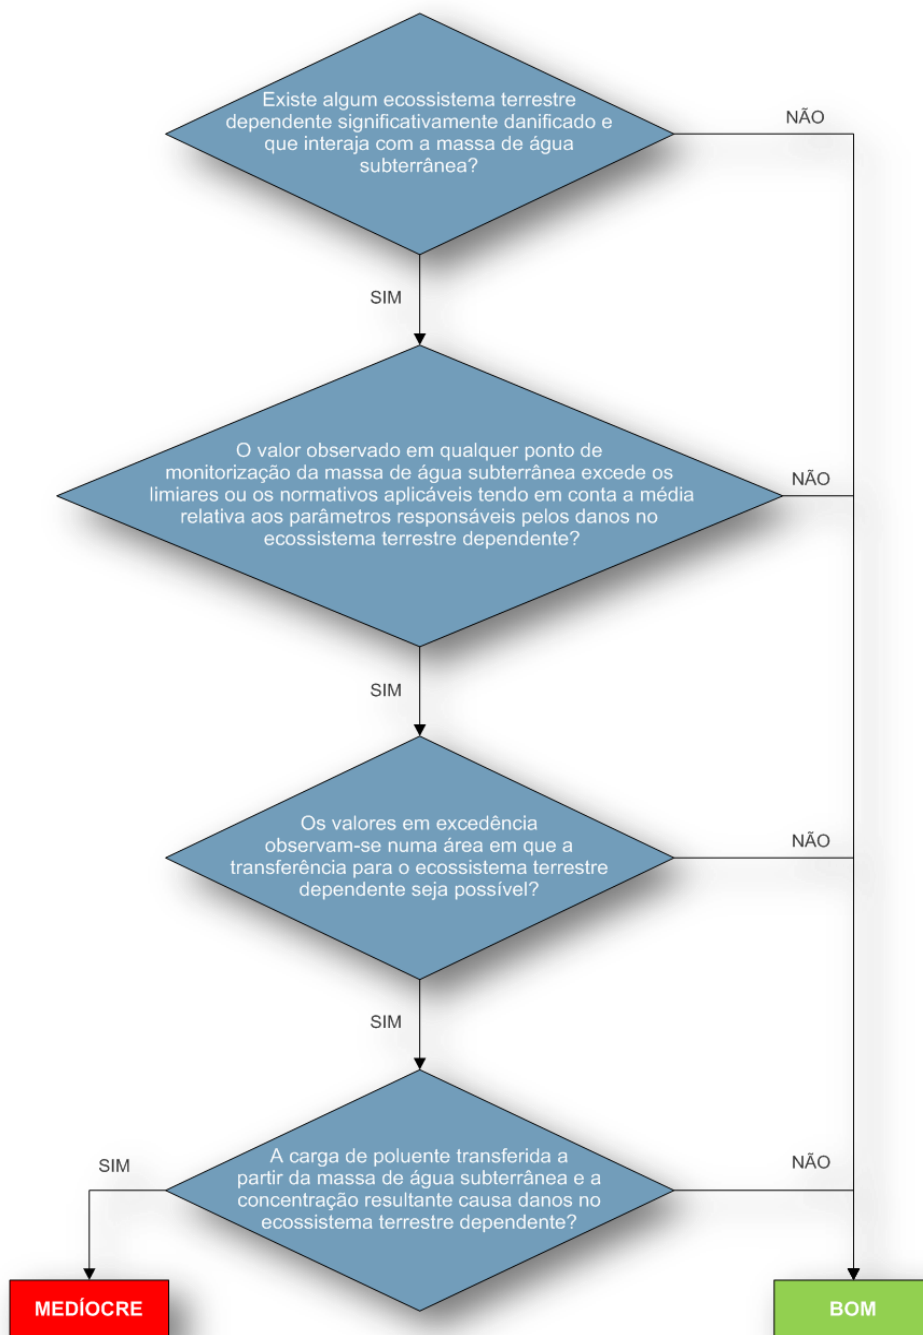 Existe algum ecossistema terrestre
dependente significativamente danificado e
que interaja com a massa de água
subterrânea?
NÃO
SIM
O valor observado em qualquer ponto de
monitorização da massa de água subterrânea excede os
limiares ou os normativos aplicáveis tendo em conta a média
relativa aos parâmetros responsáveis pelos danos no
ecossistema terrestre dependente?
NÃO
SIM
Os valores em excedência
observam-se numa área em que a
transferência para o ecossistema terrestre
dependente seja possível?
NÃO
SIM
A carga de poluente transferida a
partir da massa de água subterrânea e a
concentração resultante causa danos no
ecossistema terrestre dependente?
SIM
NÃO
MEDÍOCRE
BOM